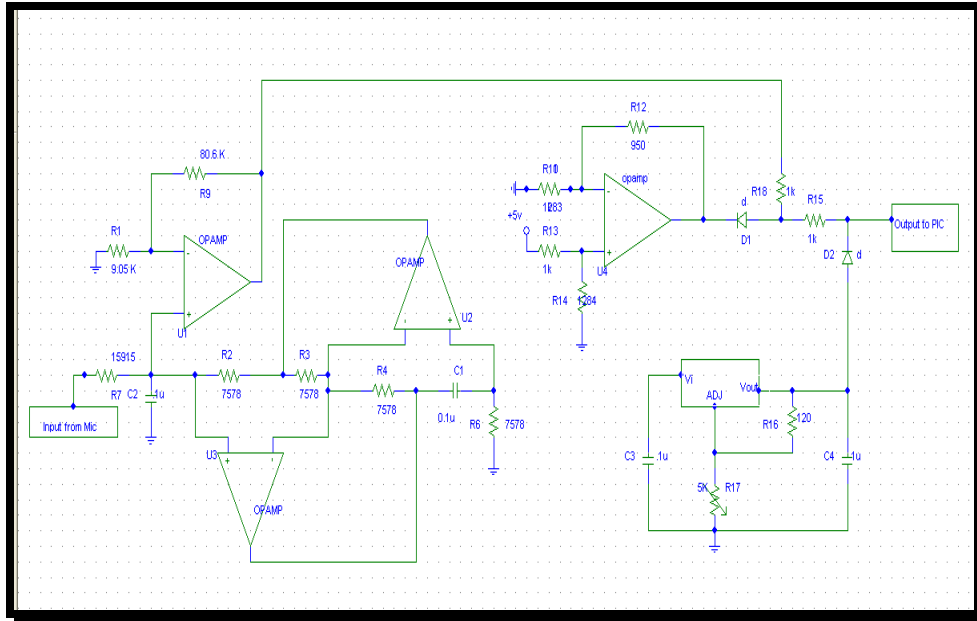 R12
950
80.6 K
R9
opamp
-
+
R1
9.05 K
OPAMP
-
+
U1
1283
+5v
R13
1k
U4
R14
1284
d
D1
R18
1k
R15
1k
Output to PIC
D2
d
OPAMP
-
+
U2
15915
R7
C2
.1u
R2
7578
R3
7578
R4
7578
C1
0.1u
R6
7578
Input from Mic
U3
+
-
OPAMP
Vi
ADJ
Vout
R16
120
C3
.1u
C4
.1u
5K
R17